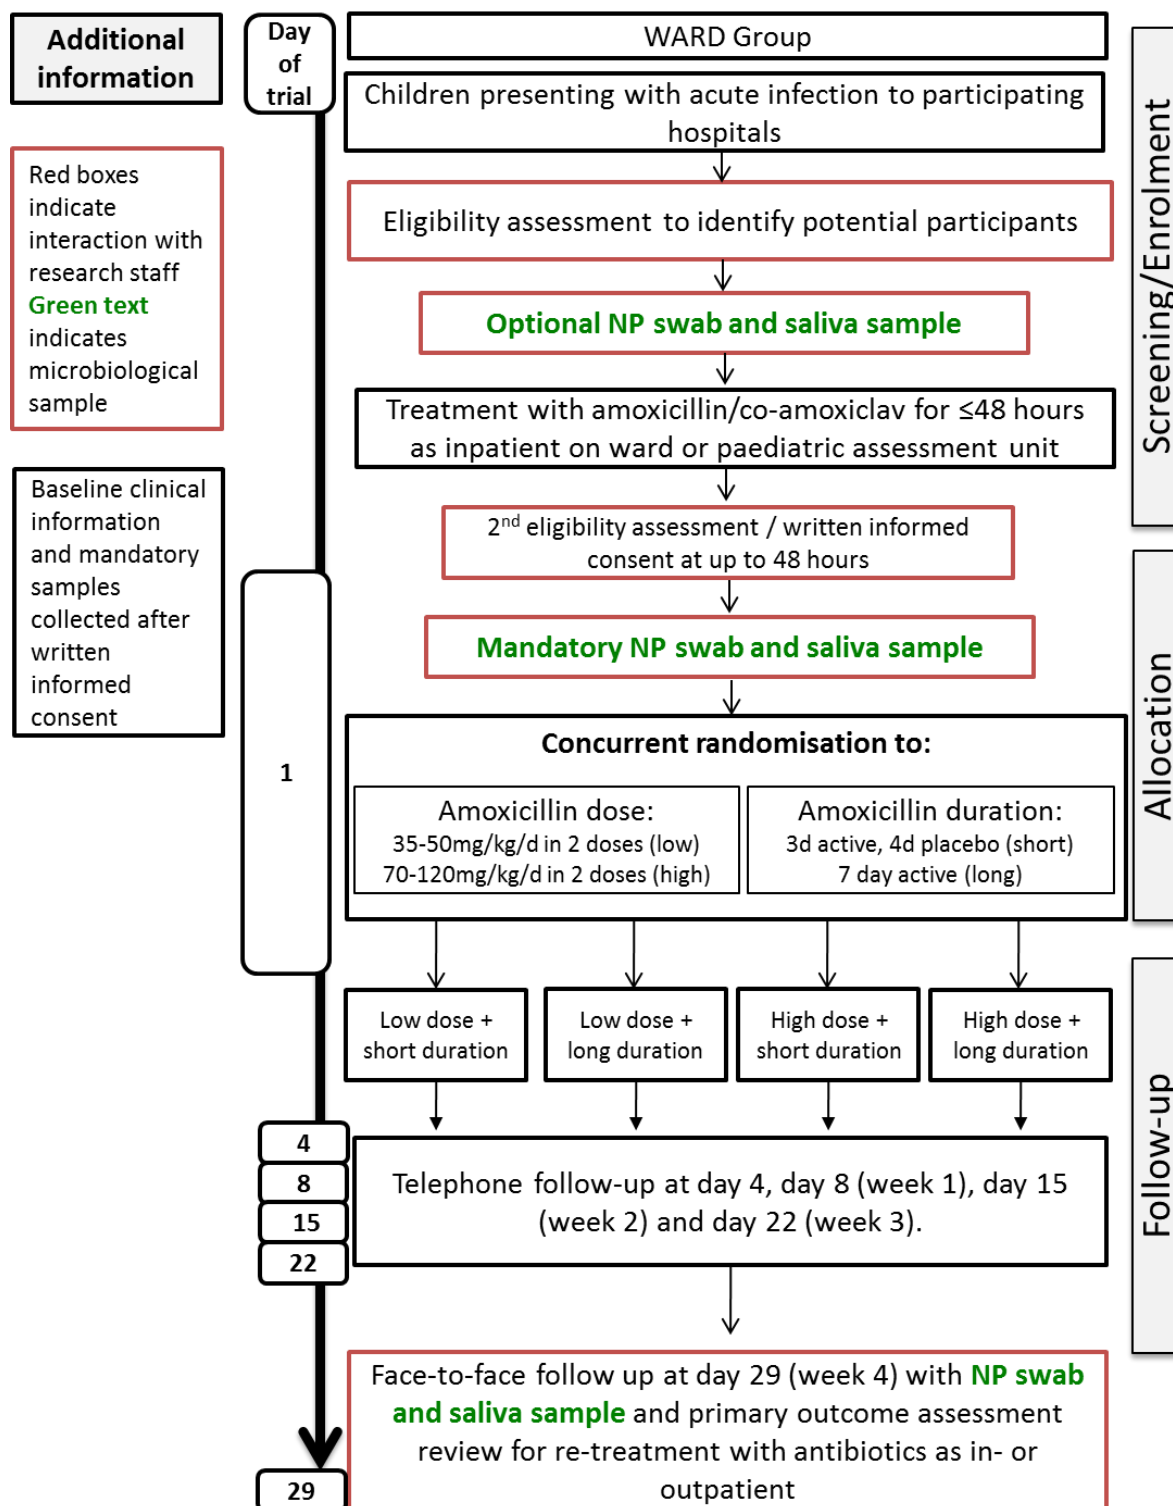 Additional
information
Day
of
trial
WARD Group
Children presenting with acute infection to participating
hospitals
Red boxes
indicate
interaction with
research staff
Green text
indicates
microbiological
sample
Eligibility assessment to identify potential participants
Optional NP swab and saliva sample
Treatment with amoxicillin/co-amoxiclav for ≤48 hours
as inpatient on ward or paediatric assessment unit
Screening/Enrolment
Baseline clinical
information
and mandatory
samples
collected after
written
informed
consent
2nd eligibility assessment / written informed
consent at up to 48 hours
Mandatory NP swab and saliva sample
1
Concurrent randomisation to:
Amoxicillin dose:
35-50mg/kg/d in 2 doses (low)
70-120mg/kg/d in 2 doses (high)
Amoxicillin duration:
3d active, 4d placebo (short)
7 day active (long)
Allocation
Low dose +
short duration
Low dose +
long duration
High dose +
short duration
High dose +
long duration
4
8
15
22
Telephone follow-up at day 4, day 8 (week 1), day 15
(week 2) and day 22 (week 3).
Follow-up
Face-to-face follow up at day 29 (week 4) with NP swab
and saliva sample and primary outcome assessment
review for re-treatment with antibiotics as in- or
outpatient
29